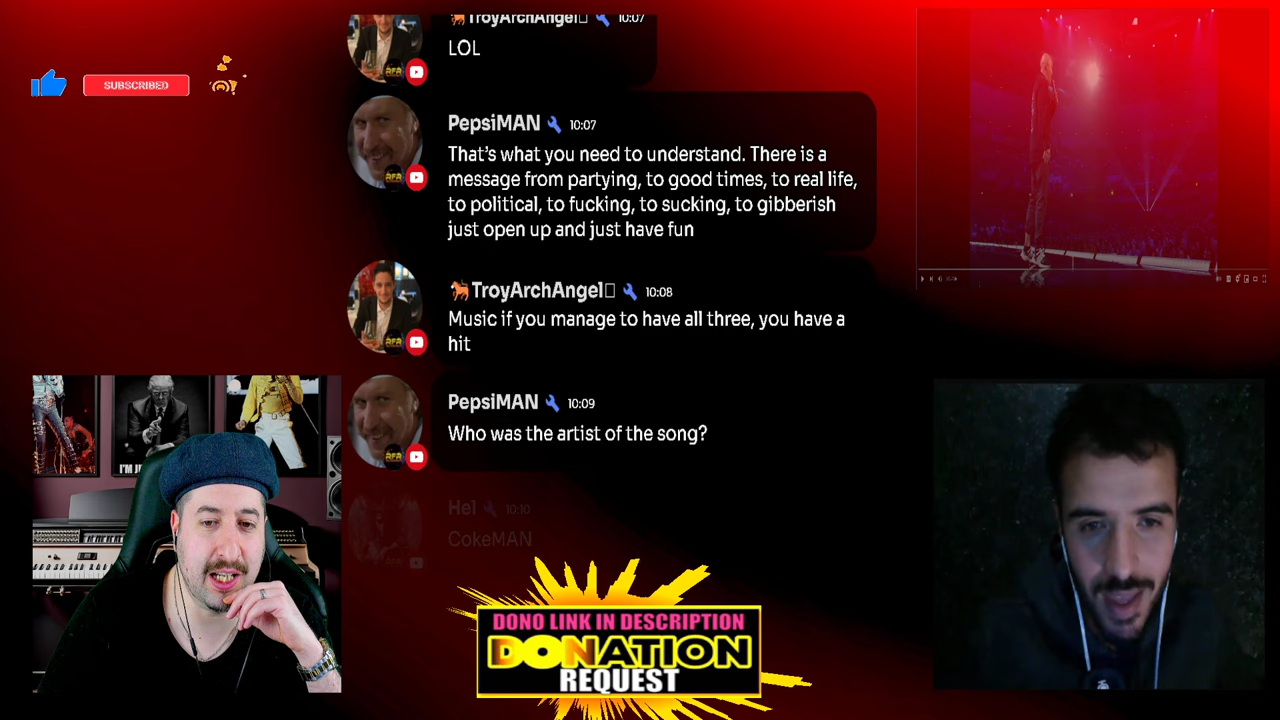 TroyArchAngel 10:07
LOL
SUBSCRIBED
PepsiMAN 10:07
That's what you need to understand. There is a
message from partying, to good times, to real life,
to political, to fucking, to sucking, to gibberish
just open up and just have fun
TroyArchAngel 10:08
Music if you manage to have all three, you have a
hit
PepsiMAN 10:09
Who was the artist of the song?
Hel 10:10
CokeMAN
DONO LINK IN DESCRIPTION
DONATION
REQUEST